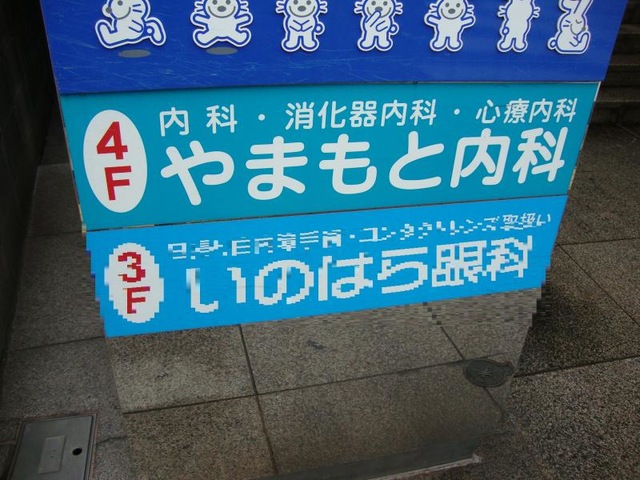 4F
内科・消化器内科・心療内科
やまもと内科
3F
いのはら眼科